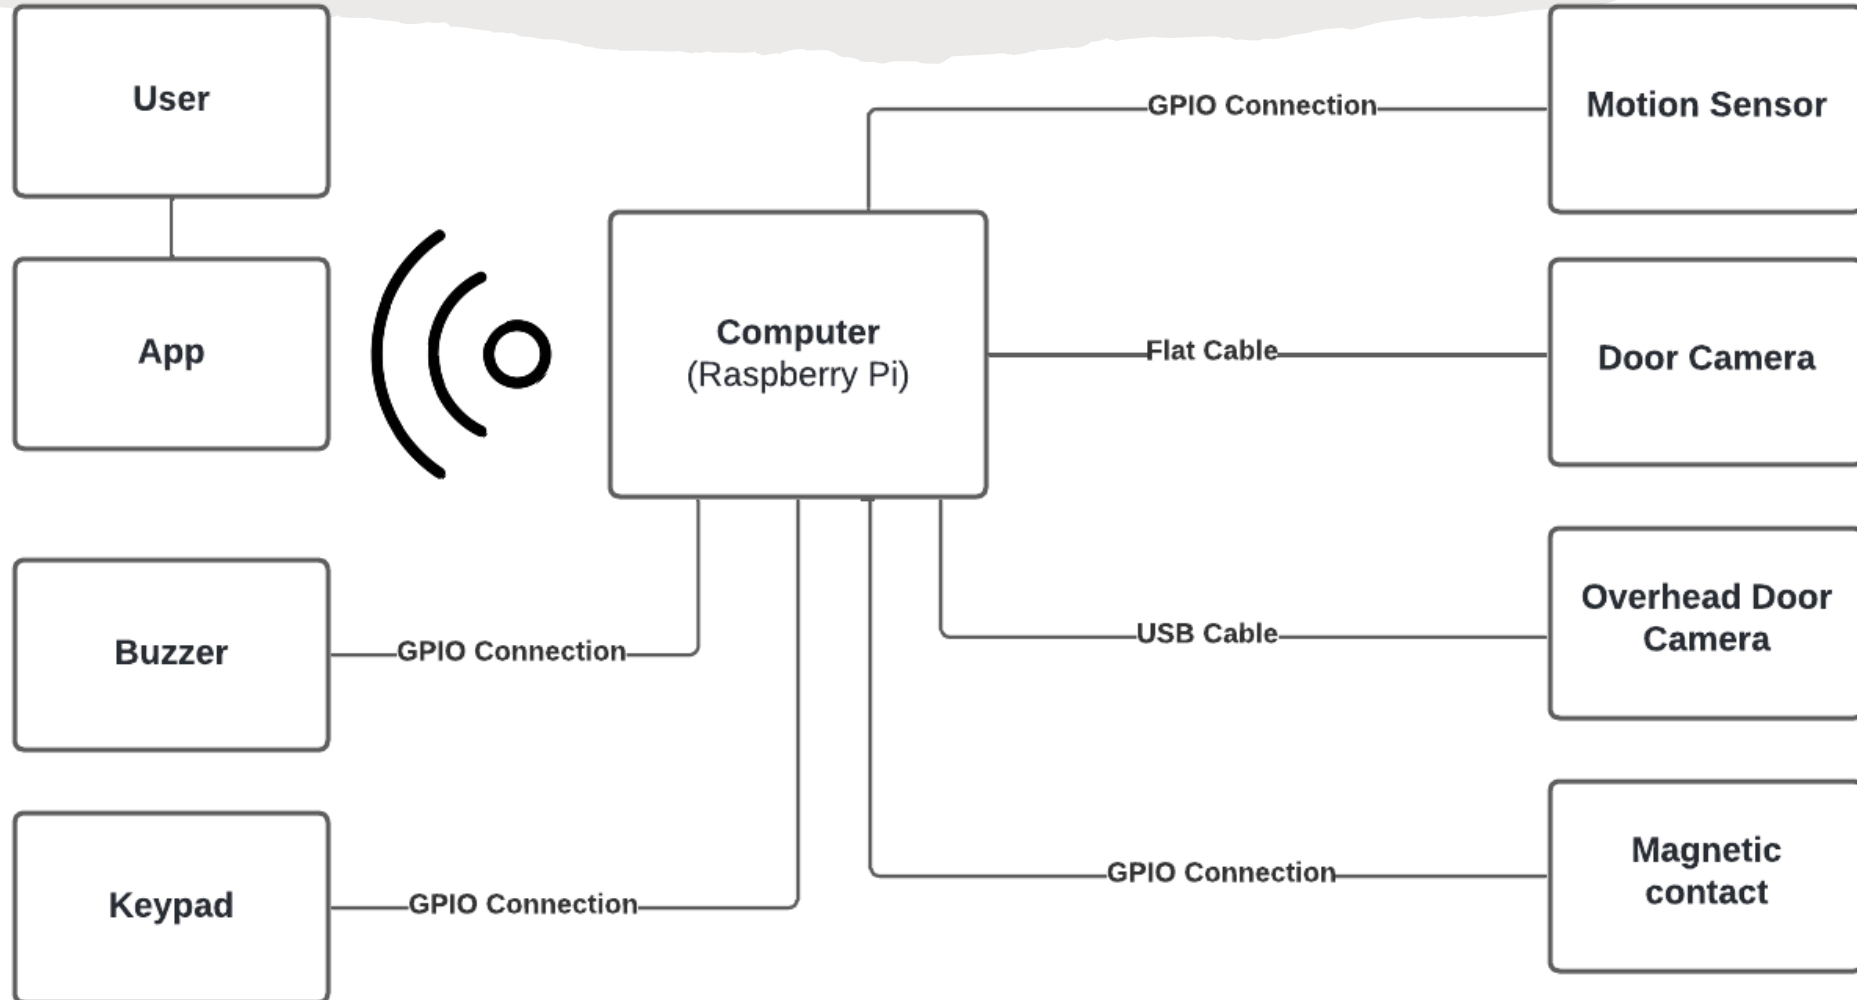 User
GPIO Connection
Motion Sensor
App
Computer
(Raspberry Pi)
Flat Cable
Door Camera
Buzzer
GPIO Connection
USB Cable
Overhead Door
Camera
Keypad
GPIO Connection
GPIO Connection
Magnetic
contact